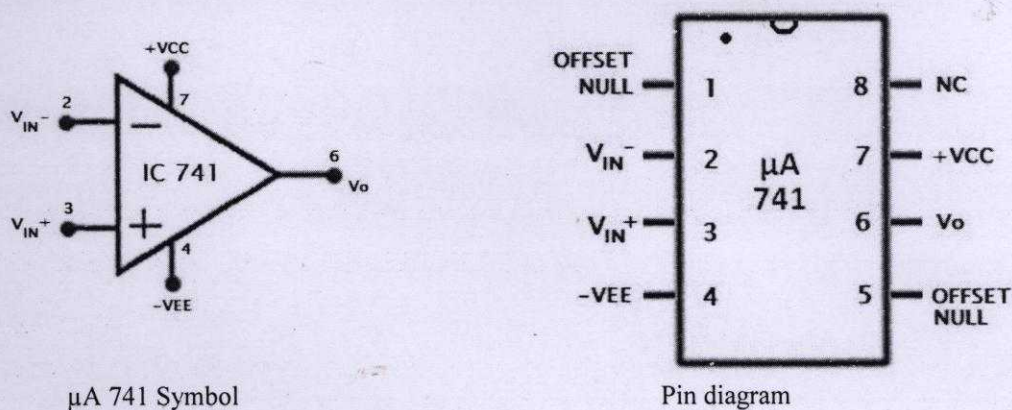 +VCC
7
2
V_IN⁻
IC 741
6
Vo
3
V_IN⁺
4
-VEE
µA 741 Symbol
OFFSET
NULL
1
8
NC
V_IN⁻
2
µA
741
7
+VCC
V_IN⁺
3
6
Vo
-VEE
4
5
OFFSET
NULL
Pin diagram